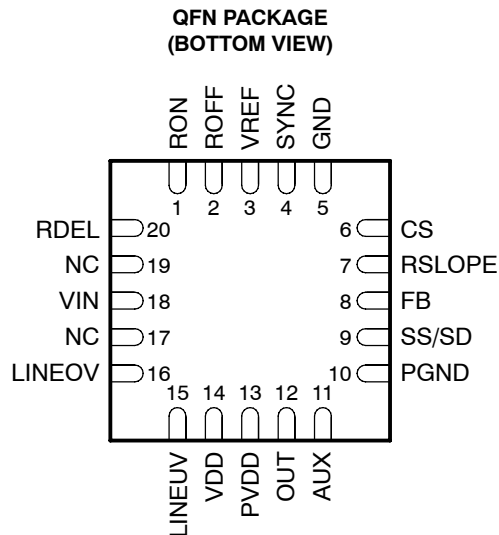 QFN PACKAGE
(BOTTOM VIEW)
RON
ROFF
VREF
SYNC
GND
1 2 3 4 5
RDEL 20 6 CS
NC 19 7 RSLOPE
VIN 18 8 FB
NC 17 9 SS/SD
LINEOV 16 10 PGND
15 14 13 12 11
LINEUV
VDD
PVDD
OUT
AUX